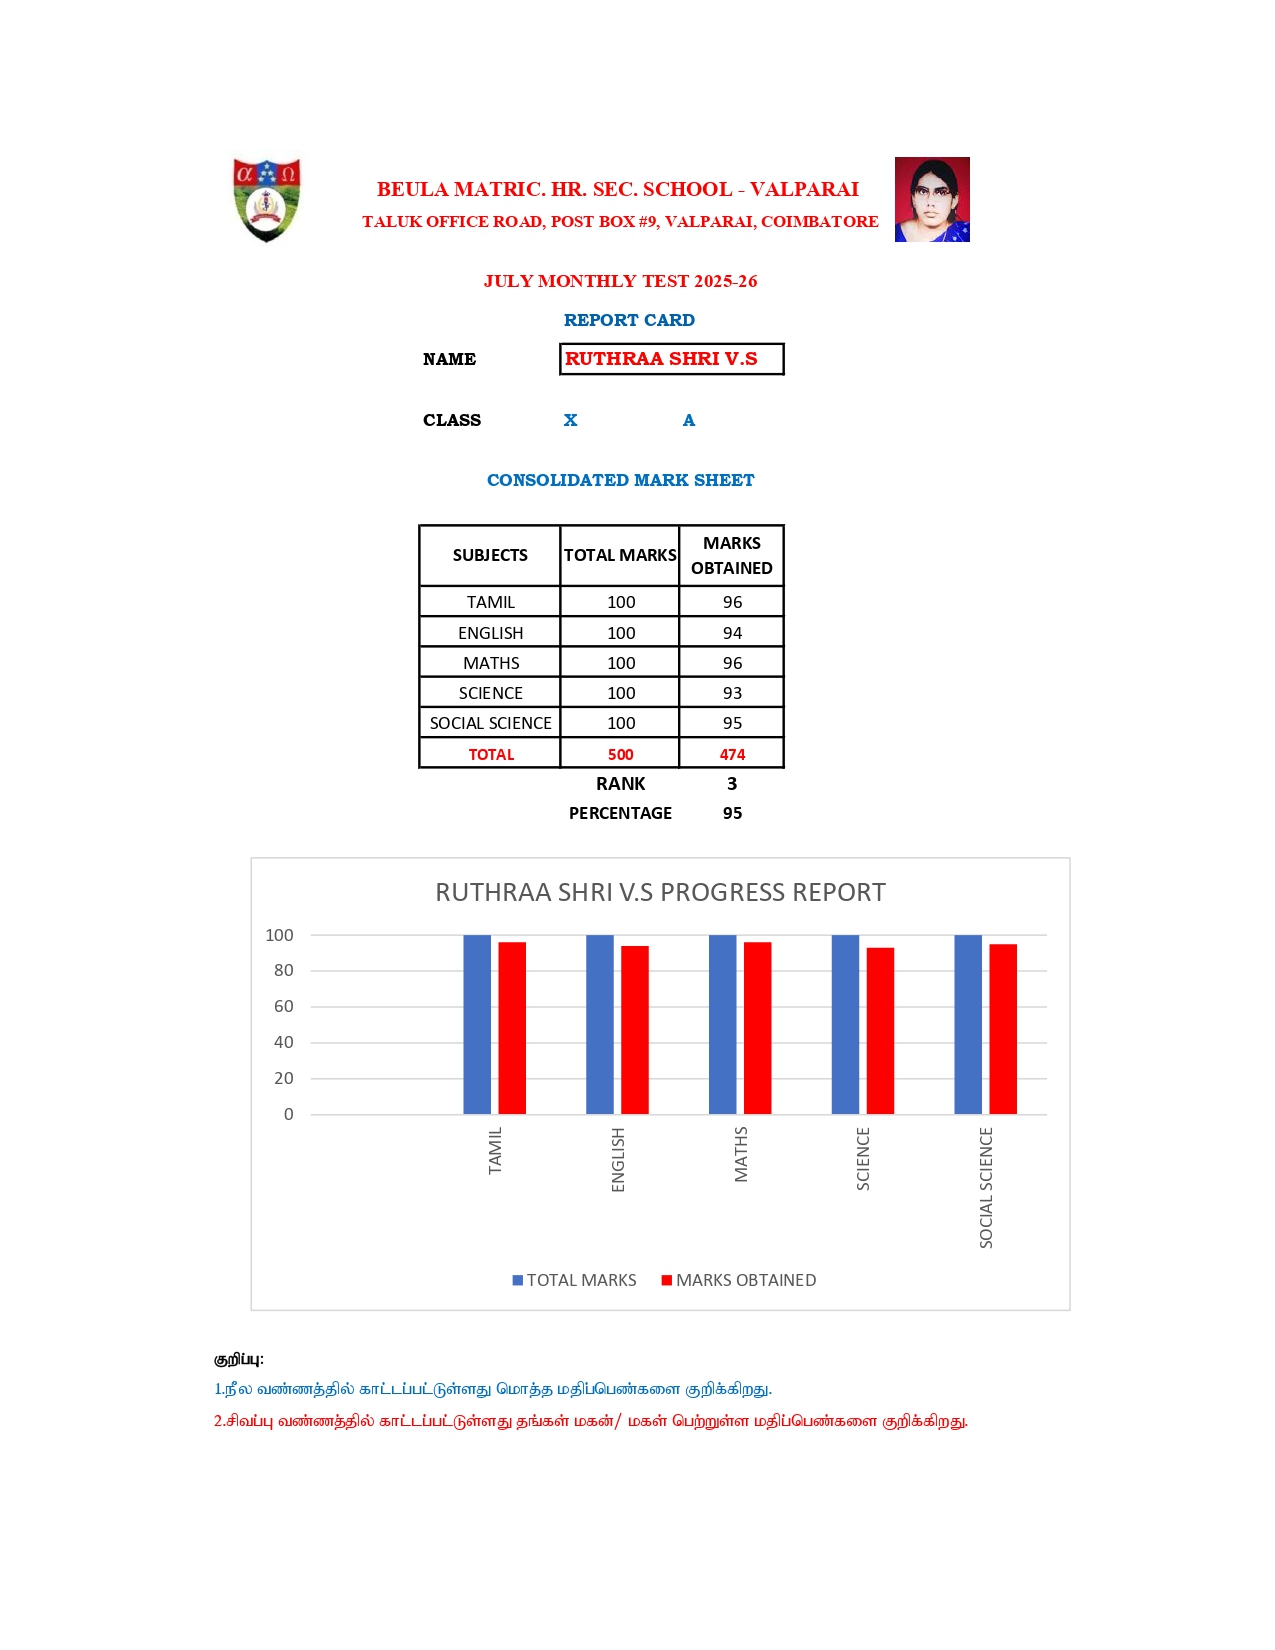 α Ω
BEULA MATRIC. HR. SEC. SCHOOL - VALPARAI
TALUK OFFICE ROAD, POST BOX #9, VALPARAI, COIMBATORE
JULY MONTHLY TEST 2025-26
REPORT CARD
NAME RUTHRAA SHRI V.S
CLASS X A
CONSOLIDATED MARK SHEET
SUBJECTS TOTAL MARKS MARKS OBTAINED
TAMIL 100 96
ENGLISH 100 94
MATHS 100 96
SCIENCE 100 93
SOCIAL SCIENCE 100 95
TOTAL 500 474
RANK 3
PERCENTAGE 95
RUTHRAA SHRI V.S PROGRESS REPORT
100
80
60
40
20
0
TAMIL ENGLISH MATHS SCIENCE SOCIAL SCIENCE
TOTAL MARKS MARKS OBTAINED
குறிப்பு:
1.நீல வண்ணத்தில் காட்டப்பட்டுள்ளது மொத்த மதிப்பெண்களை குறிக்கிறது.
2.சிவப்பு வண்ணத்தில் காட்டப்பட்டுள்ளது தங்கள் மகன்/ மகள் பெற்றுள்ள மதிப்பெண்களை குறிக்கிறது.